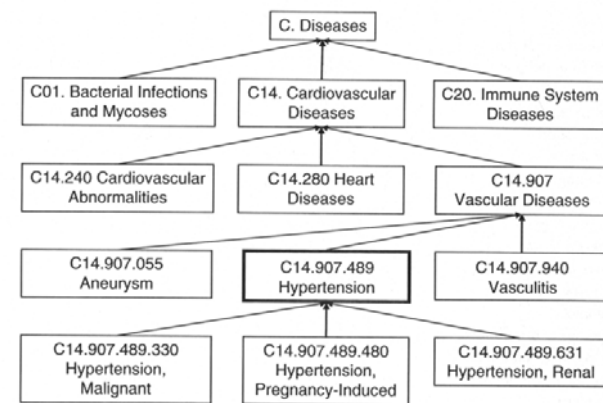 C. Diseases
C01. Bacterial Infections
and Mycoses
C14. Cardiovascular
Diseases
C20. Immune System
Diseases
C14.240 Cardiovascular
Abnormalities
C14.280 Heart
Diseases
C14.907
Vascular Diseases
C14.907.055
Aneurysm
C14.907.489
Hypertension
C14.907.940
Vasculitis
C14.907.489.330
Hypertension,
Malignant
C14.907.489.480
Hypertension,
Pregnancy-Induced
C14.907.489.631
Hypertension, Renal